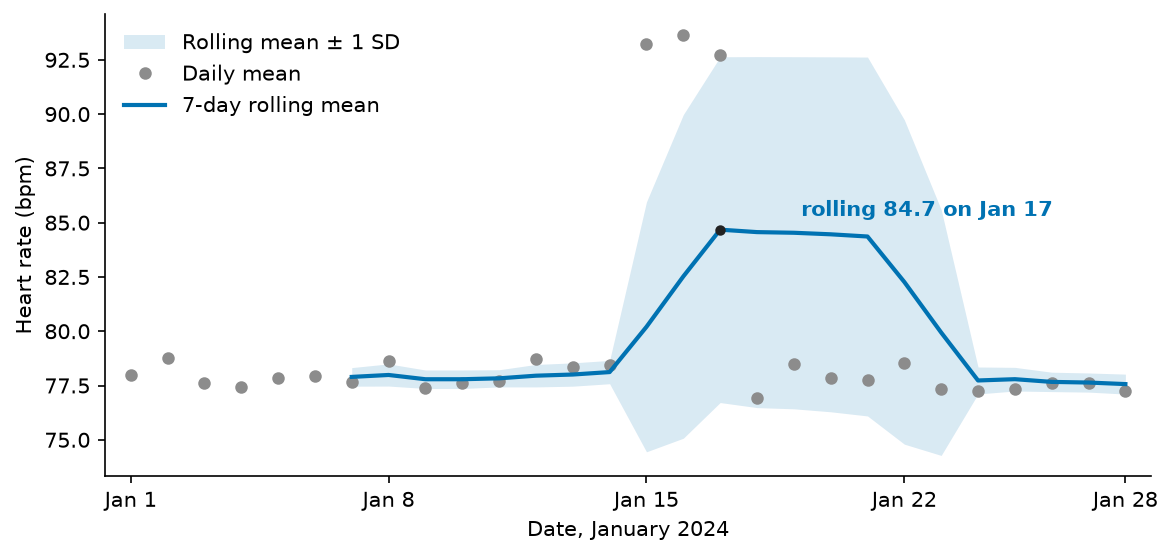 Rolling mean ± 1 SD
Daily mean
7-day rolling mean
92.5
90.0
87.5
85.0
82.5
80.0
77.5
75.0
Heart rate (bpm)
rolling 84.7 on Jan 17
Jan 1
Jan 8
Jan 15
Jan 22
Jan 28
Date, January 2024